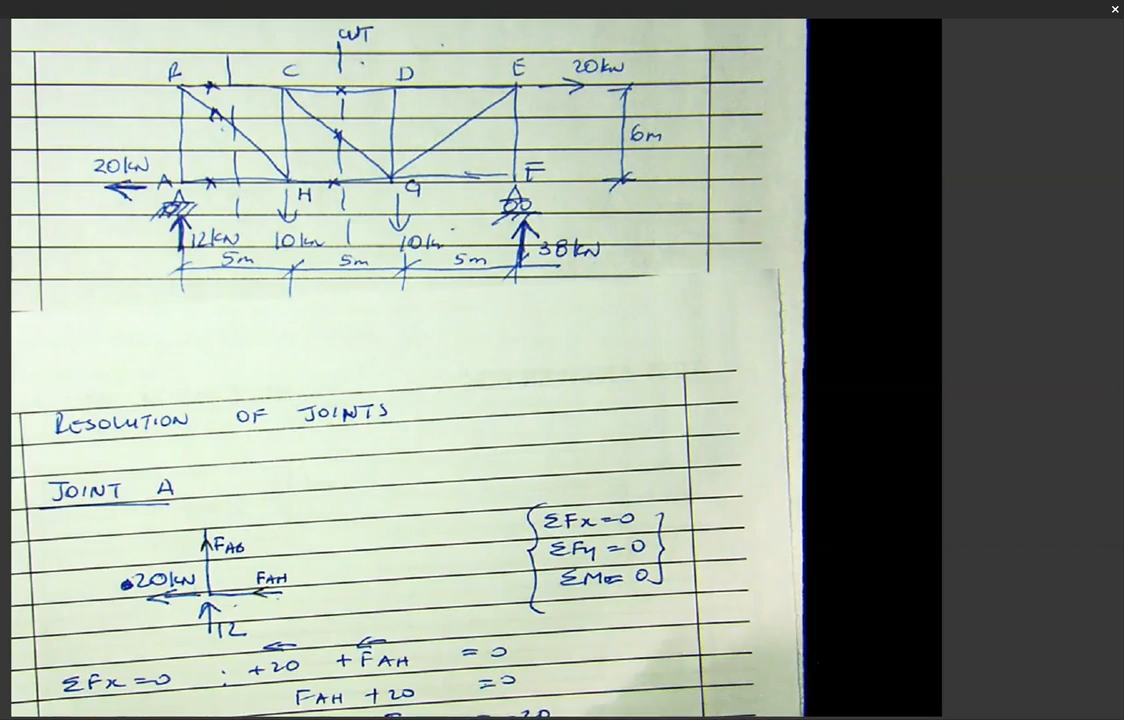 CUT
B C D E 20kN
6m
20kN A H G F
12kN 10kN 10kN 38kN
5m 5m 5m
RESOLUTION OF JOINTS
JOINT A
ΣFx=0
FAB ΣFy = 0
20kN FAH ΣM= 0
12
ΣFx=0 : +20 + FAH = 0
FAH + 20 = 0